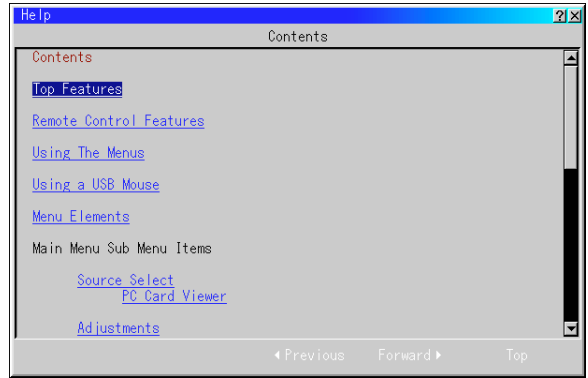 Help
Contents
Contents
Top Features
Remote Control Features
Using The Menus
Using a USB Mouse
Menu Elements
Main Menu Sub Menu Items
Source Select
PC Card Viewer
Adjustments
Previous Forward Top